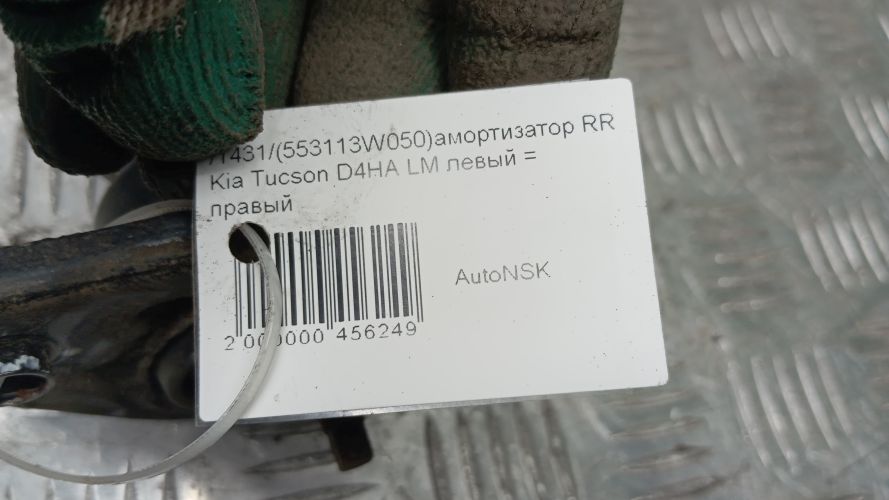 /1431/(553113W050)амортизатор RR
Kia Tucson D4HA LM левый =
правый
AutoNSK
2 000000 456249